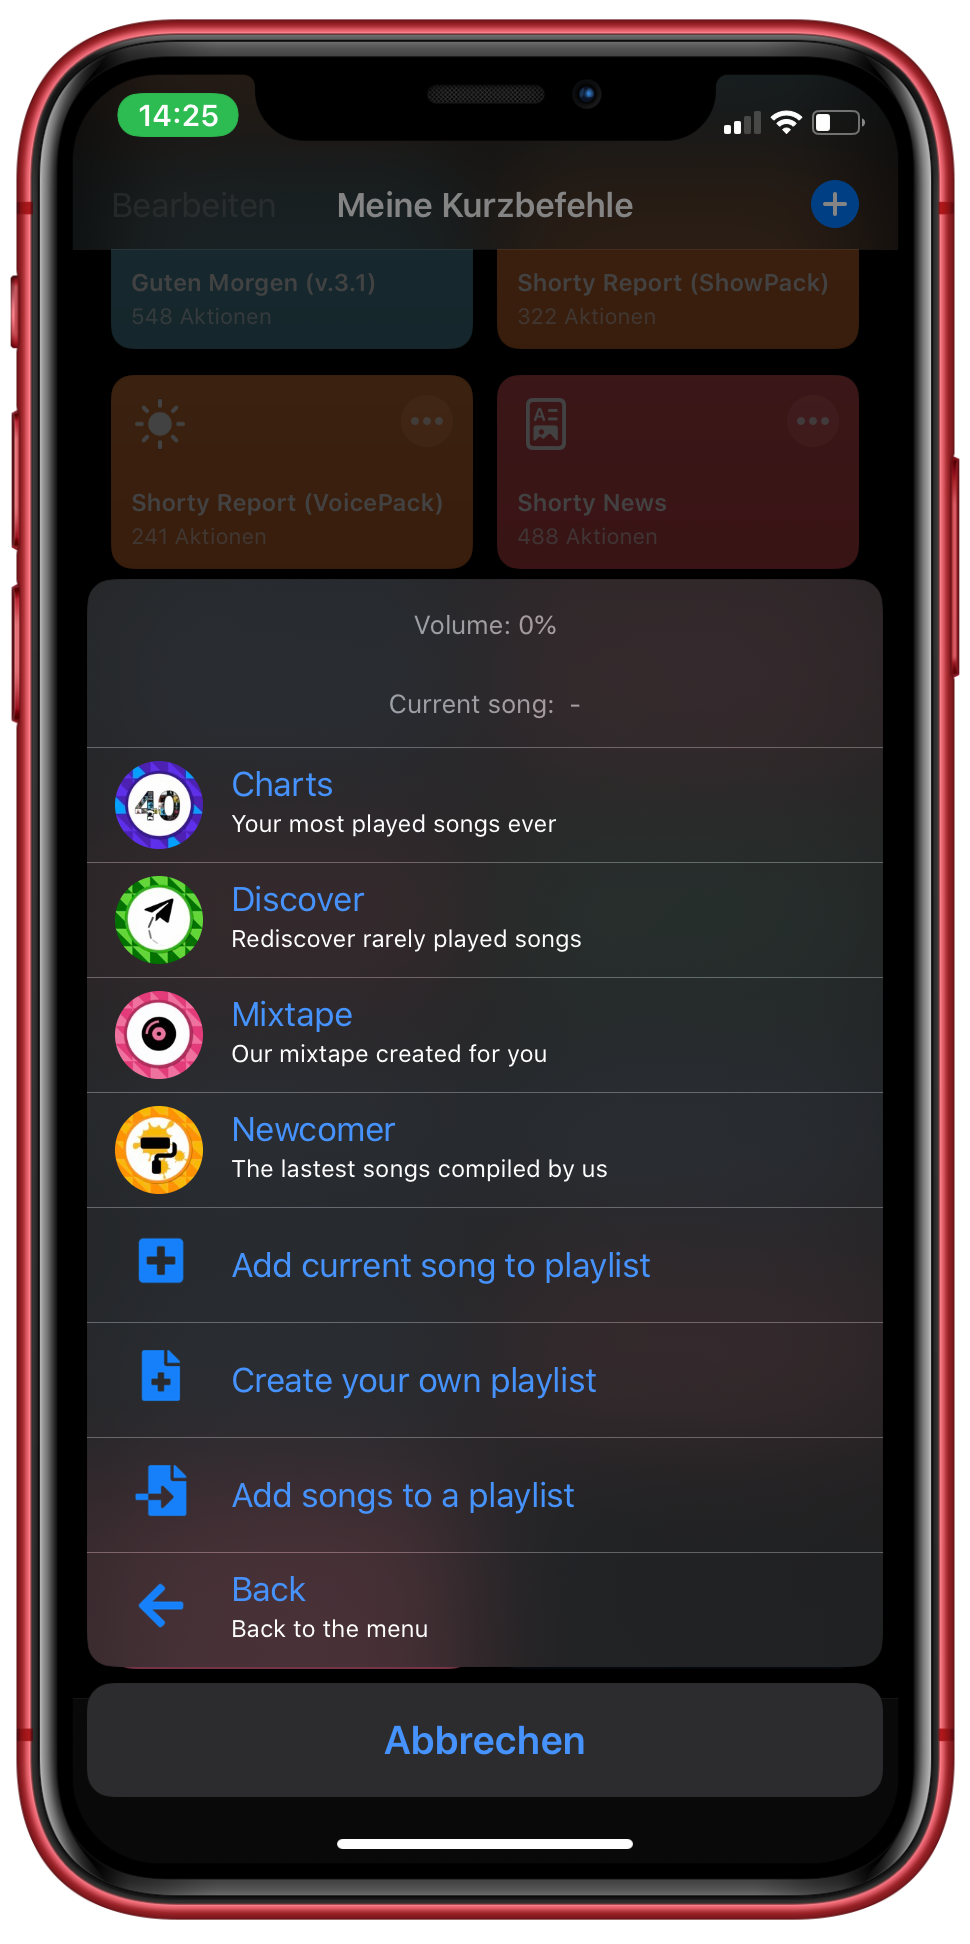 14:25
Bearbeiten
Meine Kurzbefehle
Guten Morgen (v.3.1)
548 Aktionen
Shorty Report (ShowPack)
322 Aktionen
Shorty Report (VoicePack)
241 Aktionen
A
Shorty News
488 Aktionen
Volume: 0%
Current song: -
40
Charts
Your most played songs ever
Discover
Rediscover rarely played songs
Mixtape
Our mixtape created for you
Newcomer
The lastest songs compiled by us
Add current song to playlist
Create your own playlist
Add songs to a playlist
Back
Back to the menu
Abbrechen